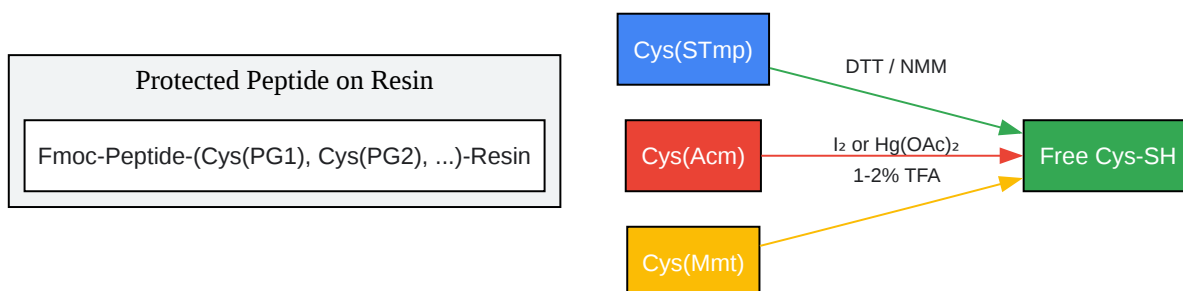 Protected Peptide on Resin
Fmoc-Peptide-(Cys(PG1), Cys(PG2), ...)-Resin
Cys(STmp)
DTT / NMM
Cys(Acm)
I₂ or Hg(OAc)₂
Free Cys-SH
1-2% TFA
Cys(Mmt)